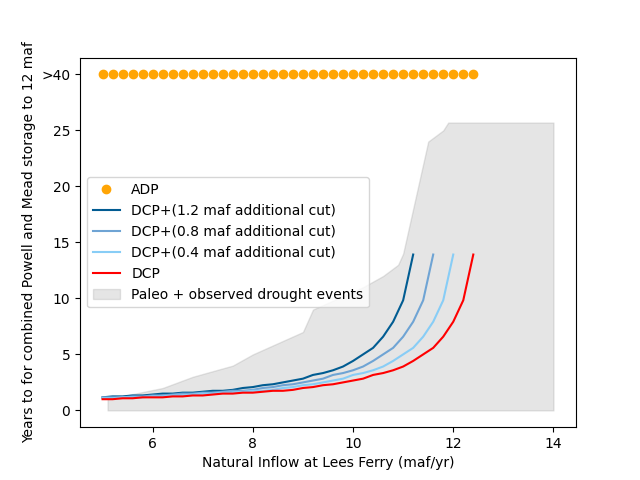 Years to for combined Powell and Mead storage to 12 maf
>40
25
20
15
10
5
0
ADP
DCP+(1.2 maf additional cut)
DCP+(0.8 maf additional cut)
DCP+(0.4 maf additional cut)
DCP
Paleo + observed drought events
6 8 10 12 14
Natural Inflow at Lees Ferry (maf/yr)